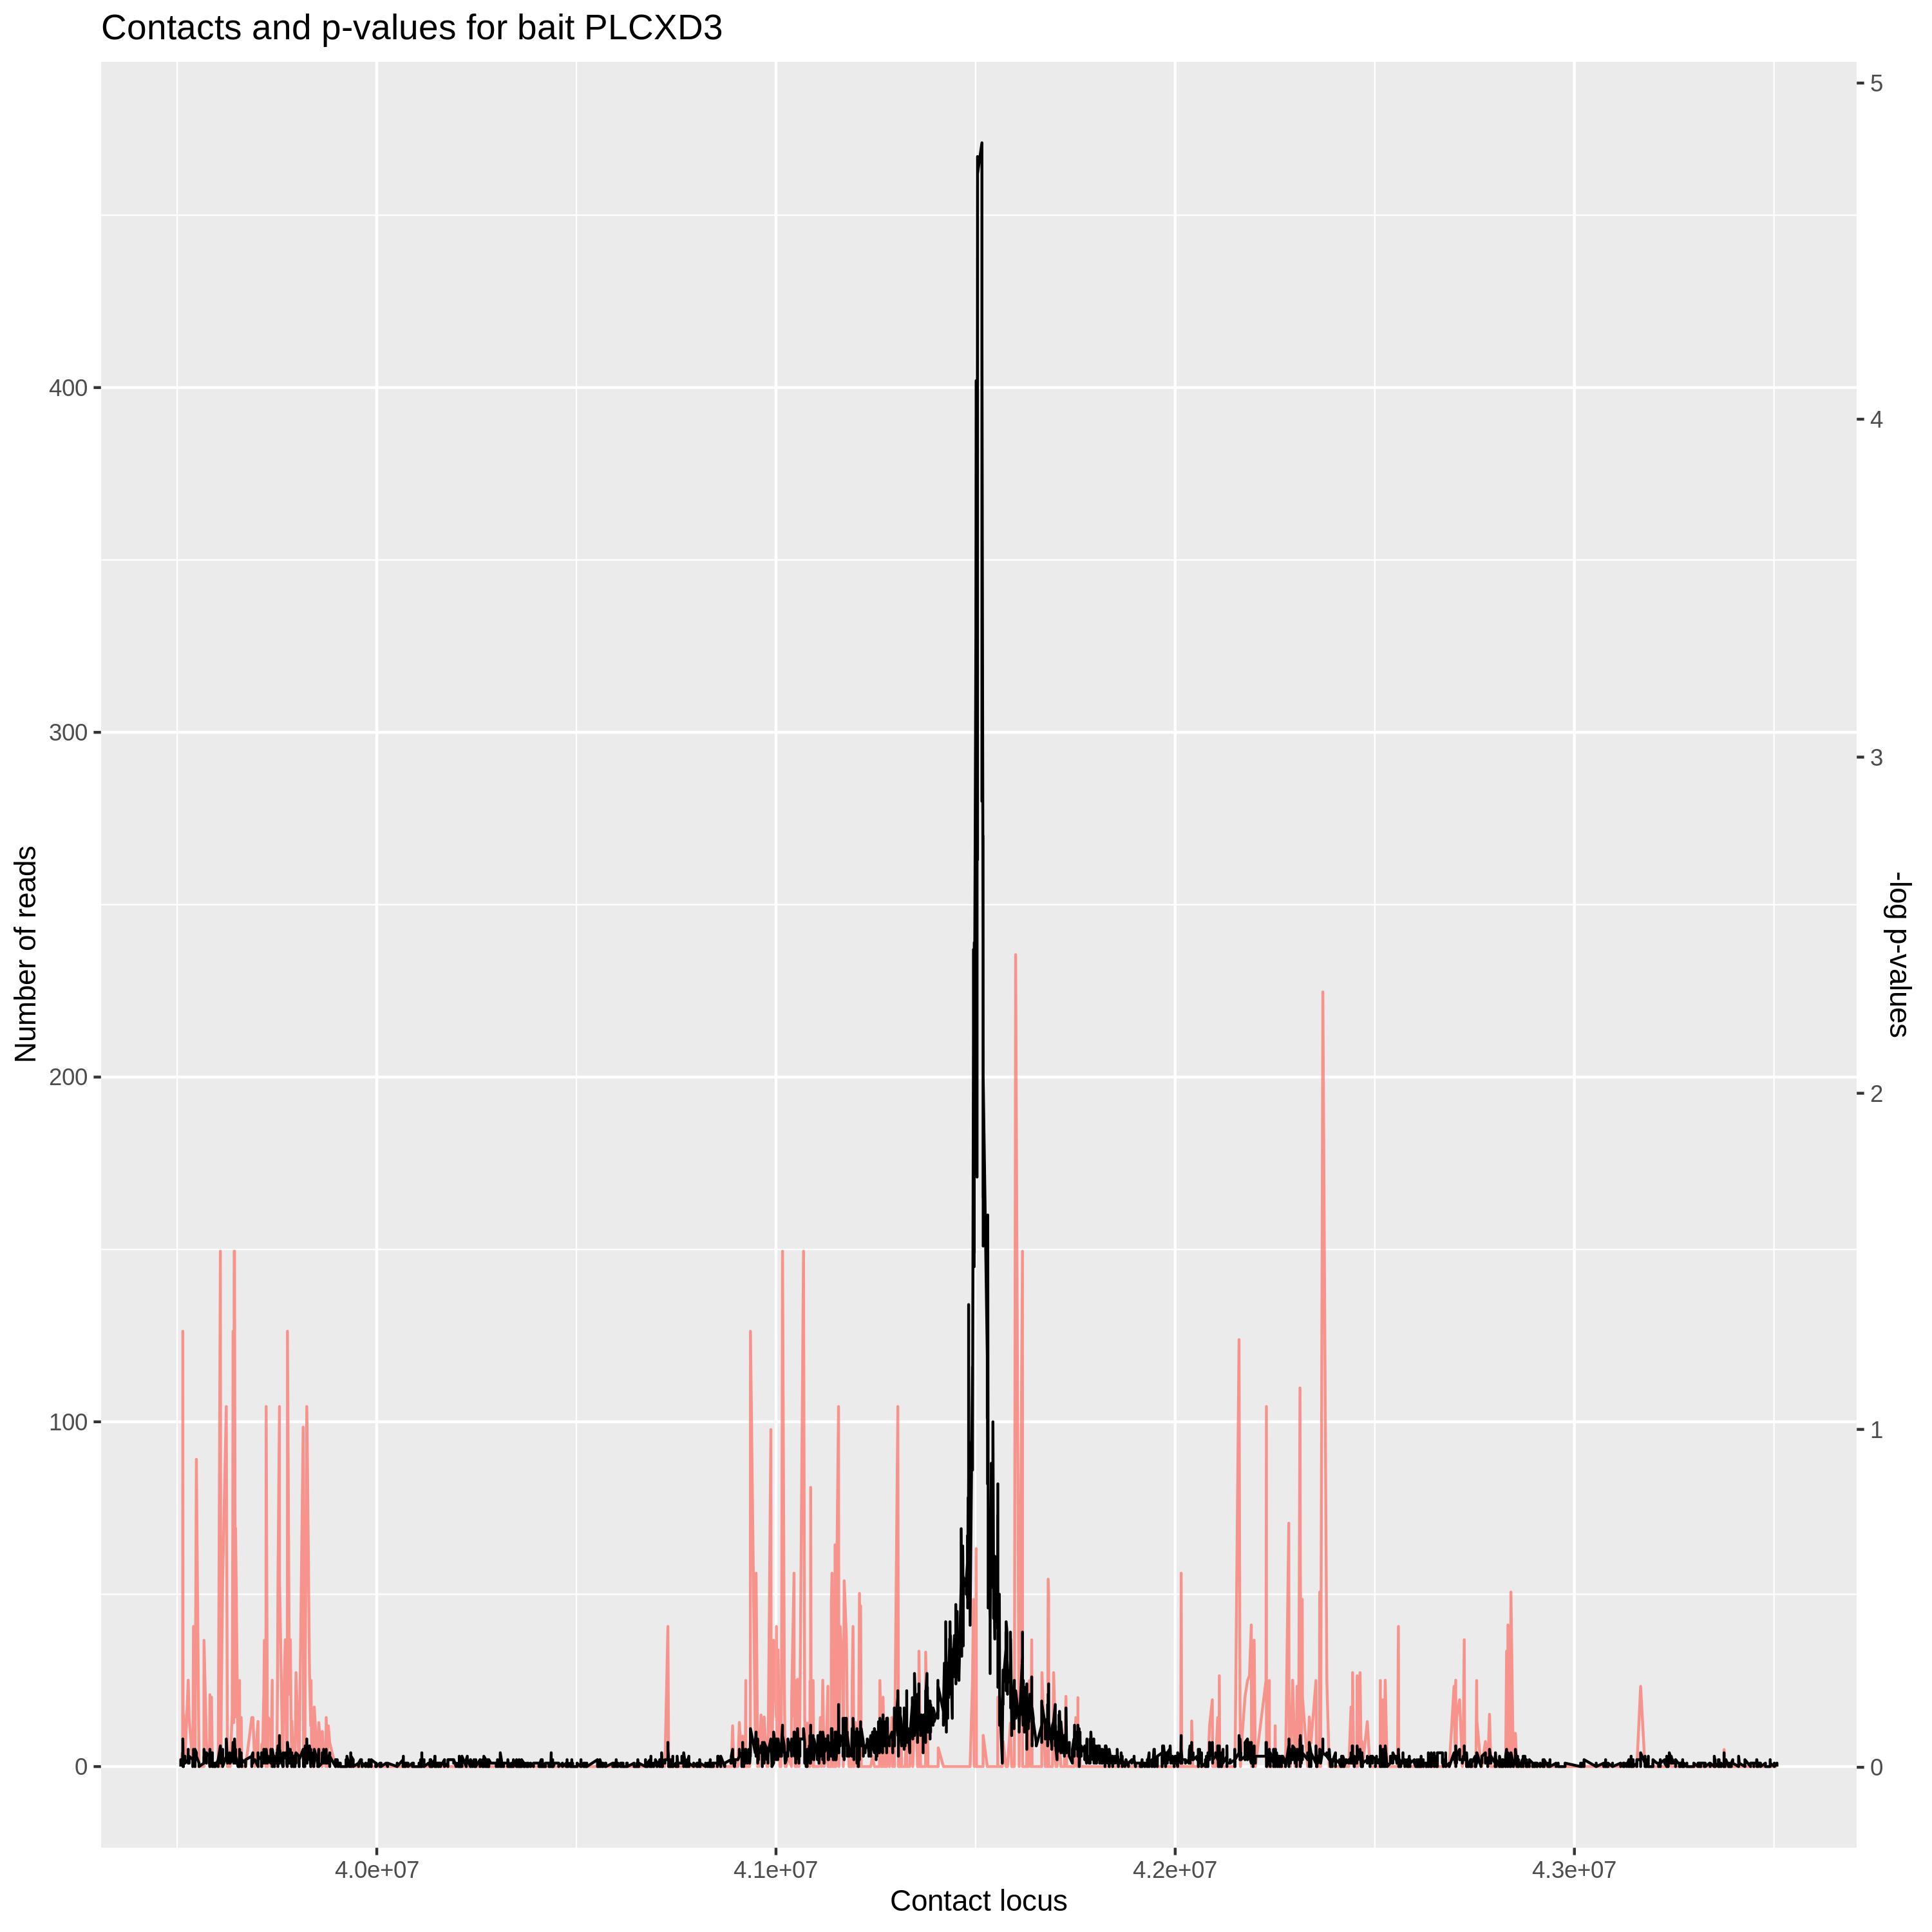 Contacts and p-values for bait PLCXD3
Number of reads
400
300
200
100
0
5
4
3
2
1
0
-log p-values
4.0e+07
4.1e+07
4.2e+07
4.3e+07
Contact locus